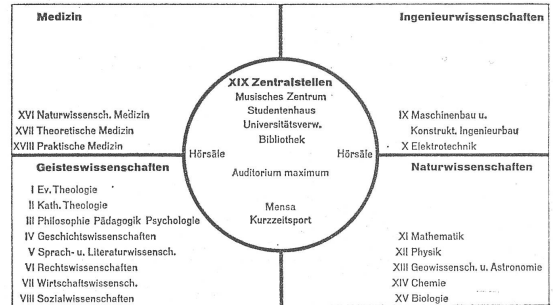 Medizin
XVI Naturwissensch. Medizin
XVII Theoretische Medizin
XVIII Praktische Medizin
Ingenieurwissenschaften
IX Maschinenbau u.
Konstrukt. Ingenieurbau
X Elektrotechnik
XIX Zentralstellen
Musisches Zentrum
Studentenhaus
Universitätsverw.
Bibliothek
Hörsäle
Hörsäle
Auditorium maximum
Mensa
Kurzzeitsport
Geisteswissenschaften
I Ev. Theologie
II Kath. Theologie
III Philosophie Pädagogik Psychologie
IV Geschichtswissenschaften
V Sprach- u. Literaturwissensch.
VI Rechtswissenschaften
VII Wirtschaftswissensch.
VIII Sozialwissenschaften
Naturwissenschaften
XI Mathematik
XII Physik
XIII Geowissensch. u. Astronomie
XIV Chemie
XV Biologie